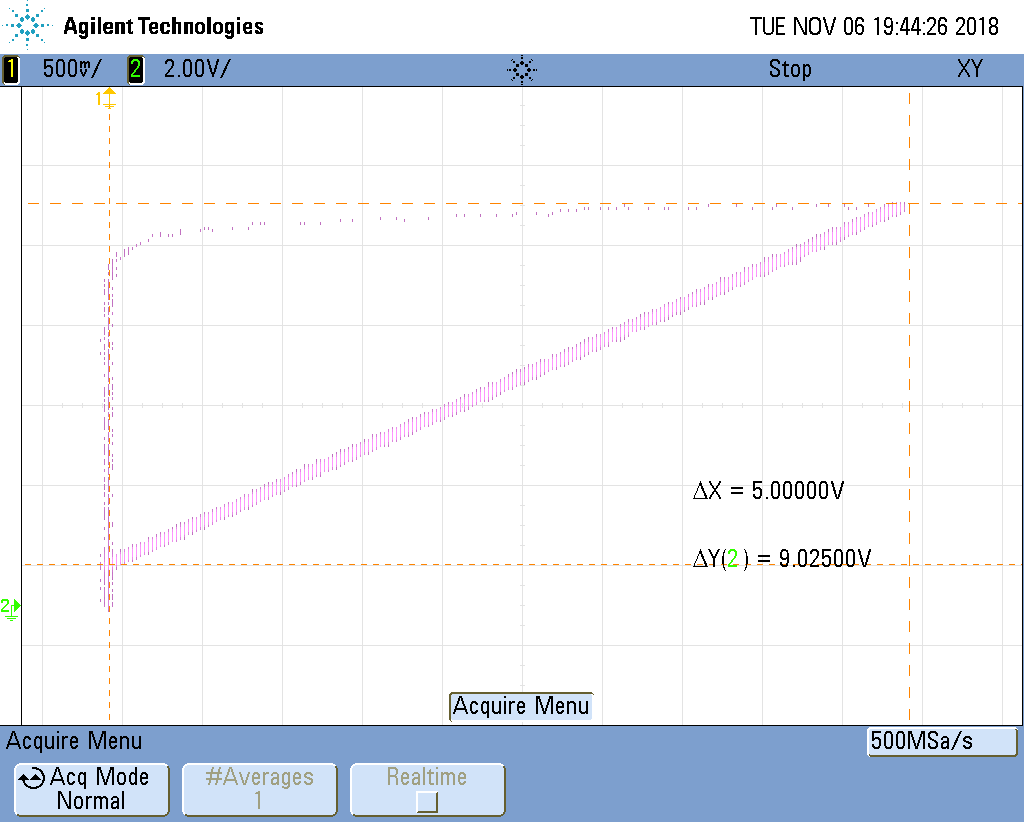 Agilent Technologies TUE NOV 06 19:44:26 2018
1 500mV/ 2 2.00V/ Stop XY
1
ΔX = 5.00000V
ΔY(2) = 9.02500V
2
Acquire Menu
Acquire Menu 500MSa/s
Acq Mode #Averages Realtime
Normal 1